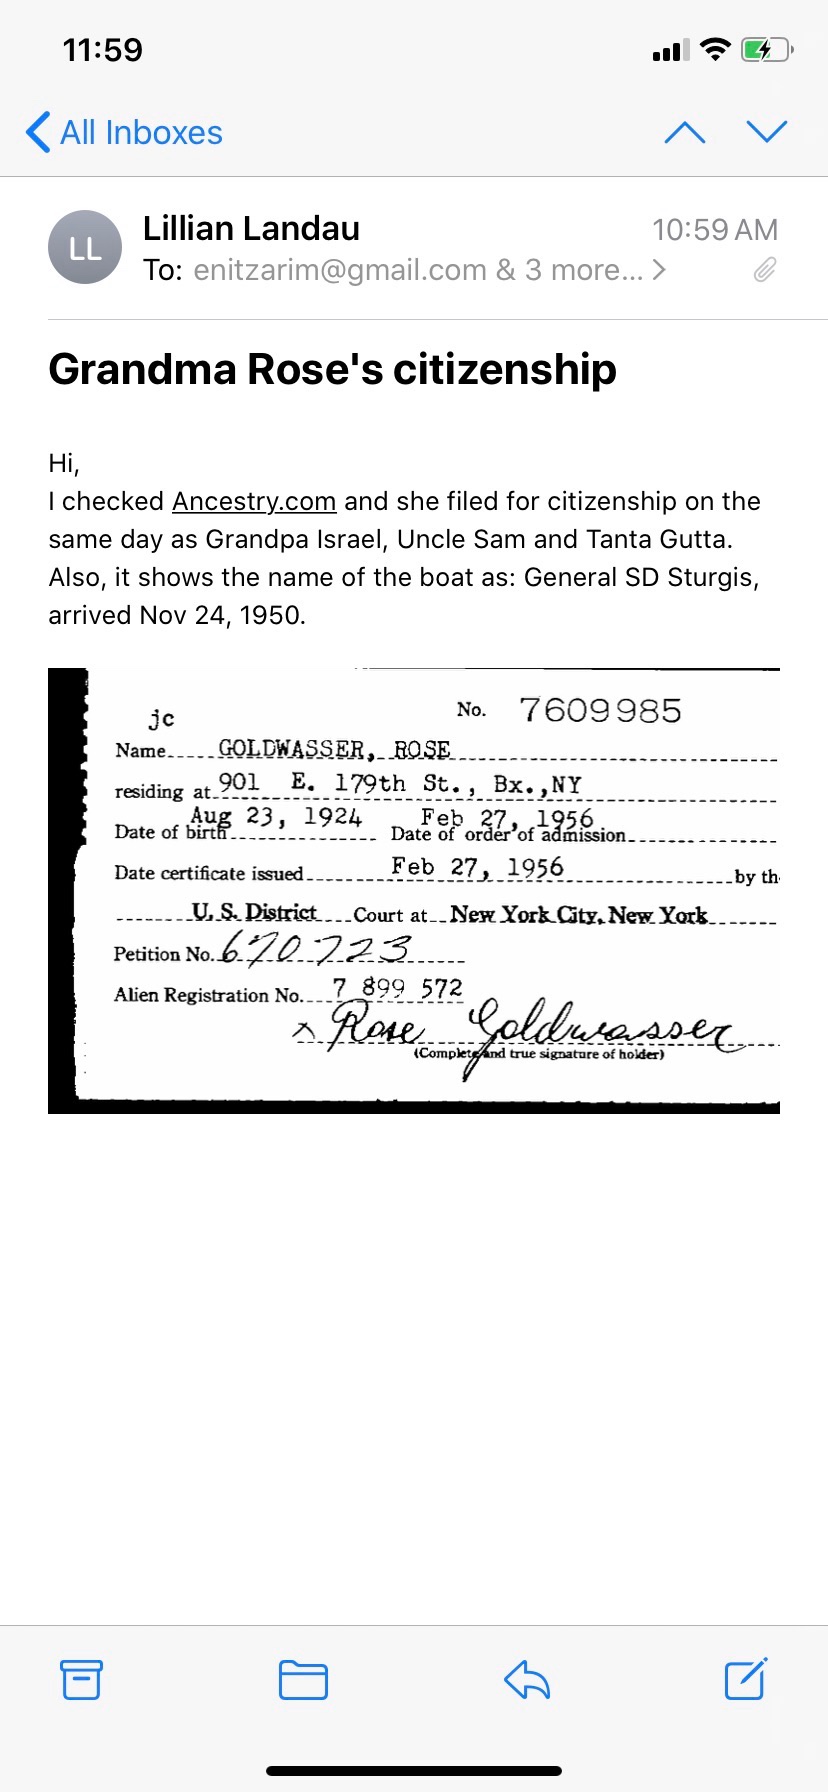 11:59
All Inboxes
LL
Lillian Landau
10:59 AM
To: enitzarim@gmail.com & 3 more...
Grandma Rose's citizenship
Hi,
I checked Ancestry.com and she filed for citizenship on the
same day as Grandpa Israel, Uncle Sam and Tanta Gutta.
Also, it shows the name of the boat as: General SD Sturgis,
arrived Nov 24, 1950.
jc
No. 7609985
Name GOLDWASSER, ROSE
residing at 901 E. 179th St., Bx.,NY
Date of birth Aug 23, 1924 Date of order of admission Feb 27, 1956
Date certificate issued Feb 27, 1956 by th
U. S. District Court at New York City, New York
Petition No. 670723
Alien Registration No. 7 899 572
x Rose Goldwasser
(Complete and true signature of holder)